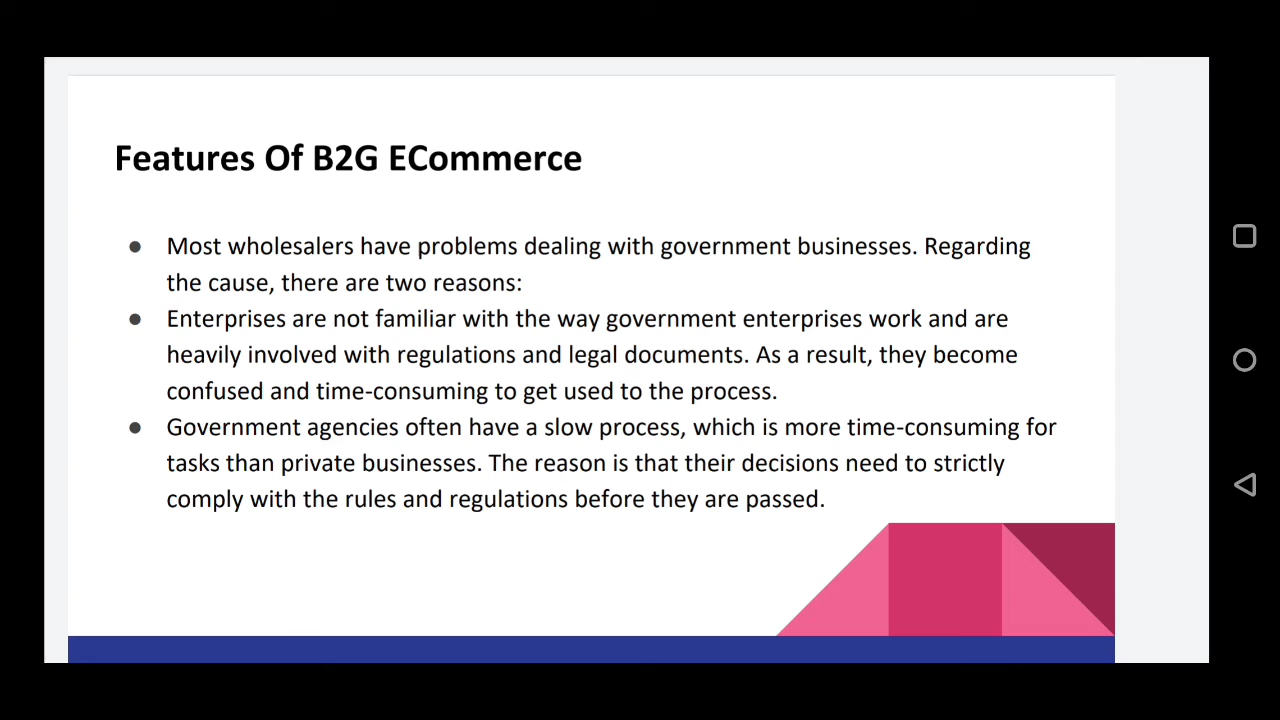 Features Of B2G ECommerce
● Most wholesalers have problems dealing with government businesses. Regarding
the cause, there are two reasons:
● Enterprises are not familiar with the way government enterprises work and are
heavily involved with regulations and legal documents. As a result, they become
confused and time-consuming to get used to the process.
● Government agencies often have a slow process, which is more time-consuming for
tasks than private businesses. The reason is that their decisions need to strictly
comply with the rules and regulations before they are passed.